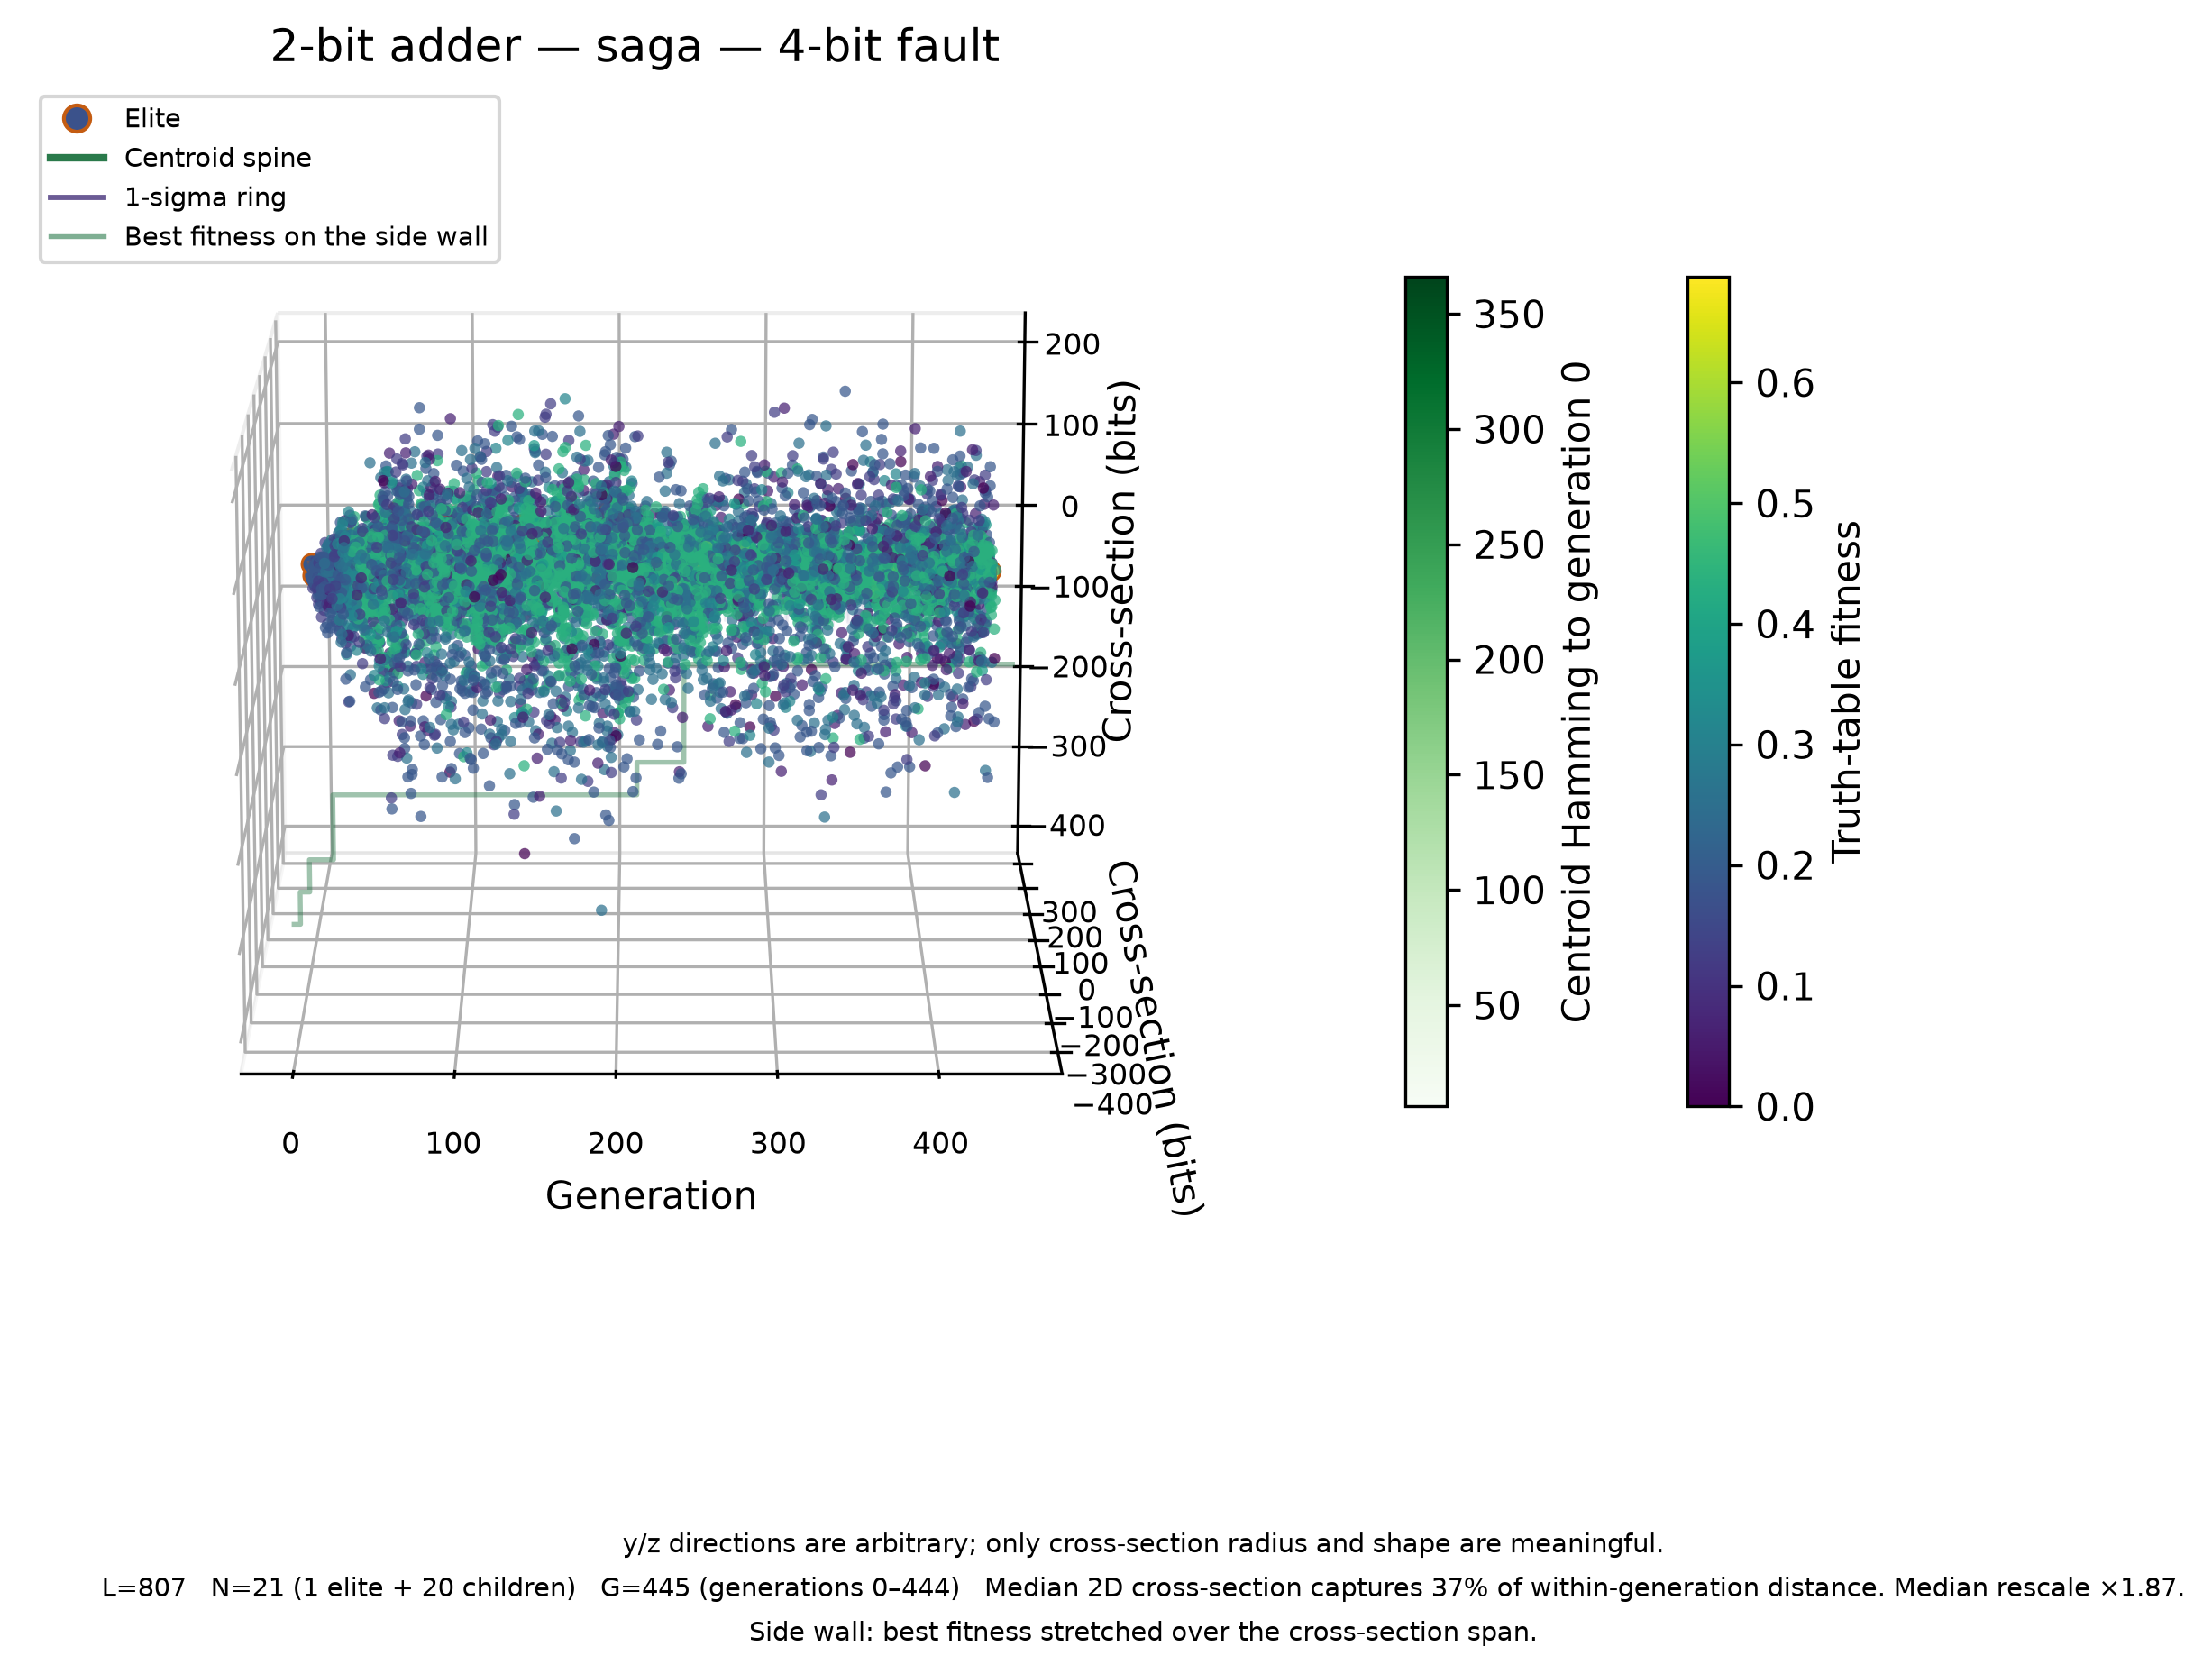 2-bit adder — saga — 4-bit fault
Elite
Centroid spine
1-sigma ring
Best fitness on the side wall
200
100
0
−100
−200
−300
−400
Cross-section (bits)
300
200
100
0
−100
−200
−300
−400
Cross-section (bits)
0
100
200
300
400
Generation
350
300
250
200
150
100
50
Centroid Hamming to generation 0
0.6
0.5
0.4
0.3
0.2
0.1
0.0
Truth-table fitness
y/z directions are arbitrary; only cross-section radius and shape are meaningful.
L=807 N=21 (1 elite + 20 children) G=445 (generations 0–444) Median 2D cross-section captures 37% of within-generation distance. Median rescale ×1.87.
Side wall: best fitness stretched over the cross-section span.